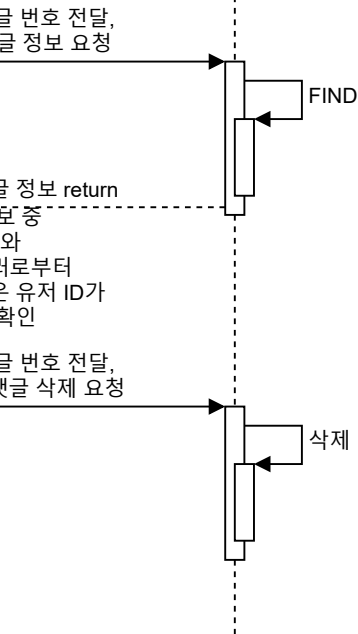 글 번호 전달,
글 정보 요청
FIND
글 정보 return
보 중
와
러로부터
은 유저 ID가
확인
글 번호 전달,
댓글 삭제 요청
삭제